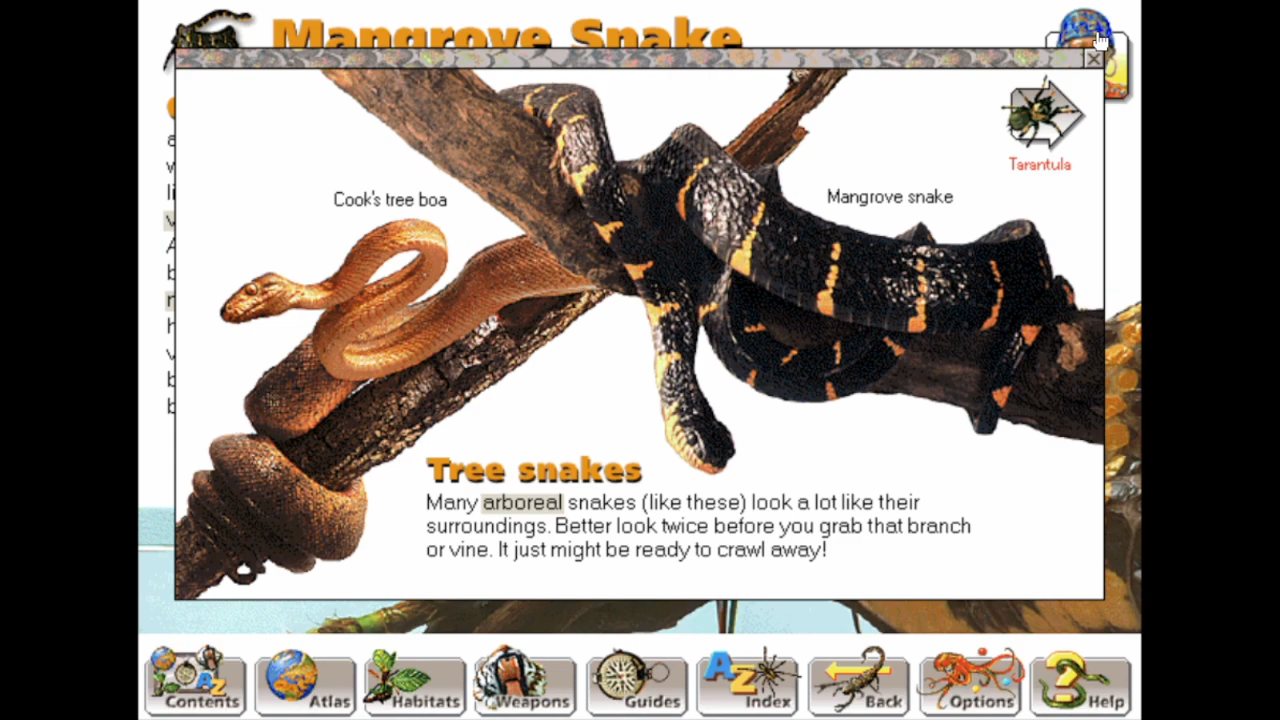 Mangrove Snake
Tarantula
Cook's tree boa
Mangrove snake
Tree snakes
Many arboreal snakes (like these) look a lot like their
surroundings. Better look twice before you grab that branch
or vine. It just might be ready to crawl away!
Contents
Atlas
Habitats
Weapons
Guides
AZ
Index
Back
Options
?
Help